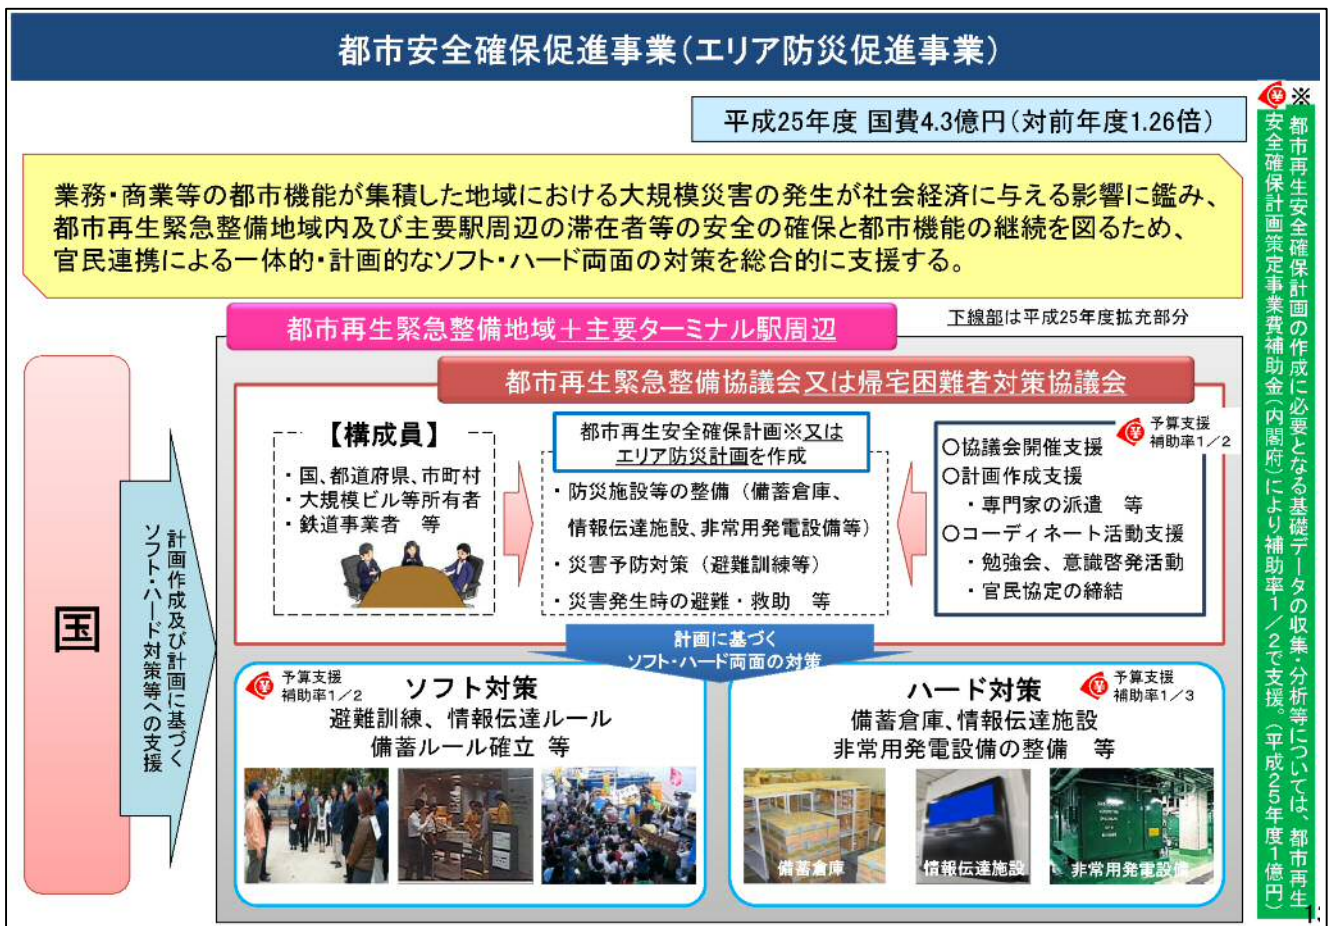 都市安全確保促進事業(エリア防災促進事業)
平成25年度 国費4.3億円(対前年度1.26倍)
業務・商業等の都市機能が集積した地域における大規模災害の発生が社会経済に与える影響に鑑み、
都市再生緊急整備地域内及び主要駅周辺の滞在者等の安全の確保と都市機能の継続を図るため、
官民連携による一体的・計画的なソフト・ハード両面の対策を総合的に支援する。
都市再生緊急整備地域+主要ターミナル駅周辺
下線部は平成25年度拡充部分
国
計画作成及び計画に基づく
ソフト・ハード対策等への支援
都市再生緊急整備協議会又は帰宅困難者対策協議会
【構成員】
・国、都道府県、市町村
・大規模ビル等所有者
・鉄道事業者 等
都市再生安全確保計画※又は
エリア防災計画を作成
・防災施設等の整備(備蓄倉庫、
情報伝達施設、非常用発電設備等)
・災害予防対策(避難訓練等)
・災害発生時の避難・救助 等
予算支援
補助率1/2
○協議会開催支援
○計画作成支援
・専門家の派遣 等
○コーディネート活動支援
・勉強会、意識啓発活動
・官民協定の締結
計画に基づく
ソフト・ハード両面の対策
予算支援
補助率1/2
ソフト対策
避難訓練、情報伝達ルール
備蓄ルール確立 等
ハード対策
予算支援
補助率1/3
備蓄倉庫、情報伝達施設
非常用発電設備の整備 等
備蓄倉庫
情報伝達施設
非常用発電設備
※都市再生安全確保計画の作成に必要となる基礎データの収集・分析等については、都市再生
安全確保計画策定事業費補助金(内閣府)により補助率1/2で支援。(平成25年度1億円)